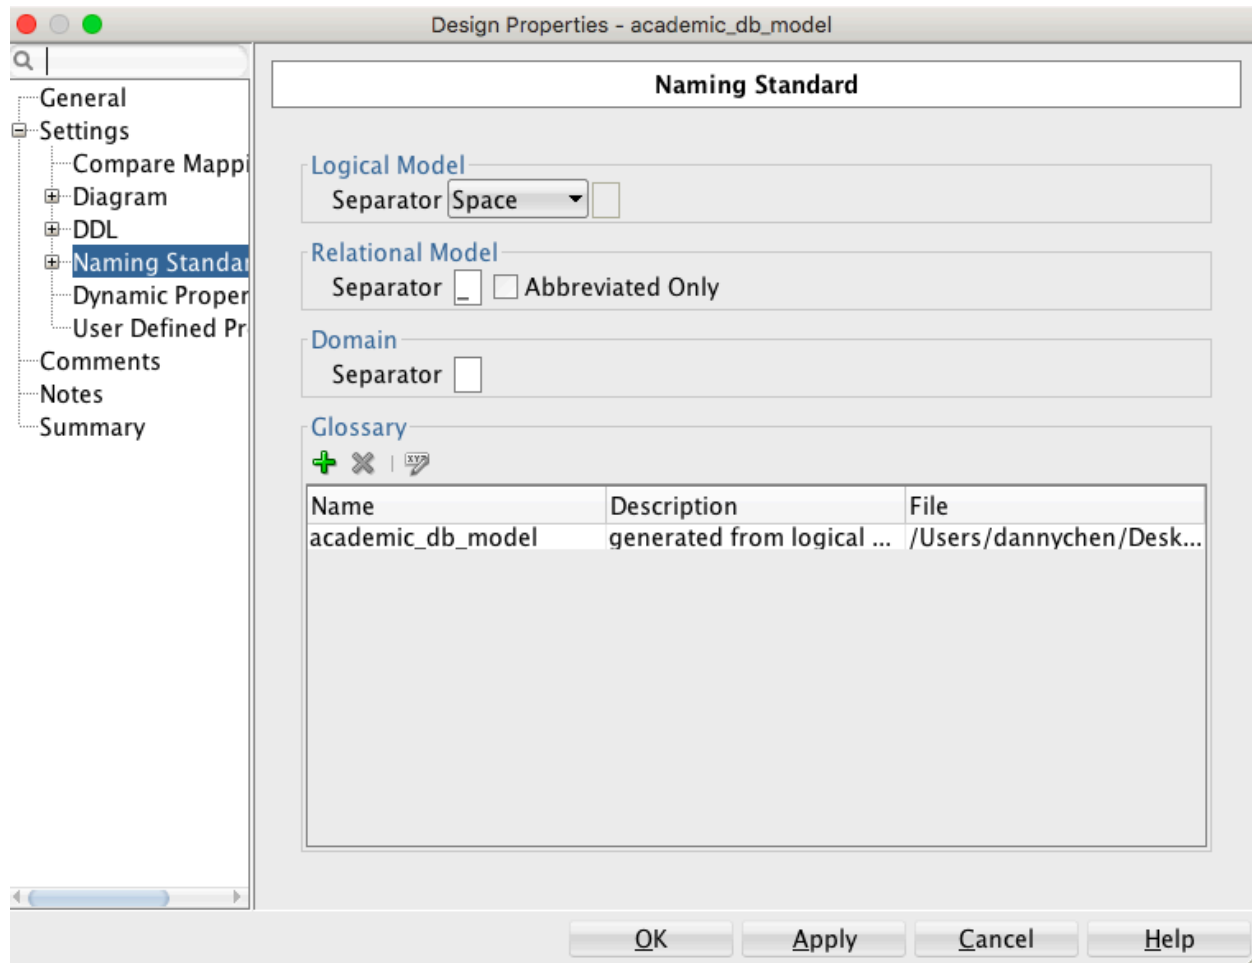 Design Properties - academic_db_model
General
Settings
Compare Mappi
Diagram
DDL
Naming Standar
Dynamic Proper
User Defined Pr
Comments
Notes
Summary
Naming Standard
Logical Model
Separator Space
Relational Model
Separator _ Abbreviated Only
Domain
Separator
Glossary
Name Description File
academic_db_model generated from logical ... /Users/dannychen/Desk...
OK Apply Cancel Help